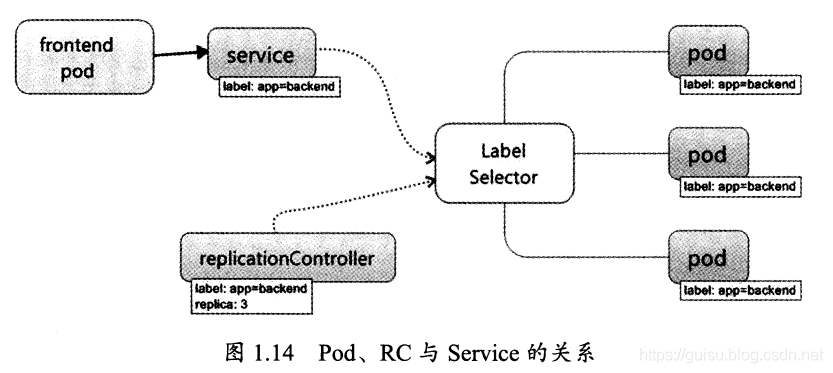 frontend
pod
service
label: app=backend
pod
label: app=backend
Label
Selector
pod
label: app=backend
replicationController
label: app=backend
replica: 3
pod
label: app=backend
图 1.14 Pod、RC 与 Service 的关系
https://guisu.blog.csdn.net